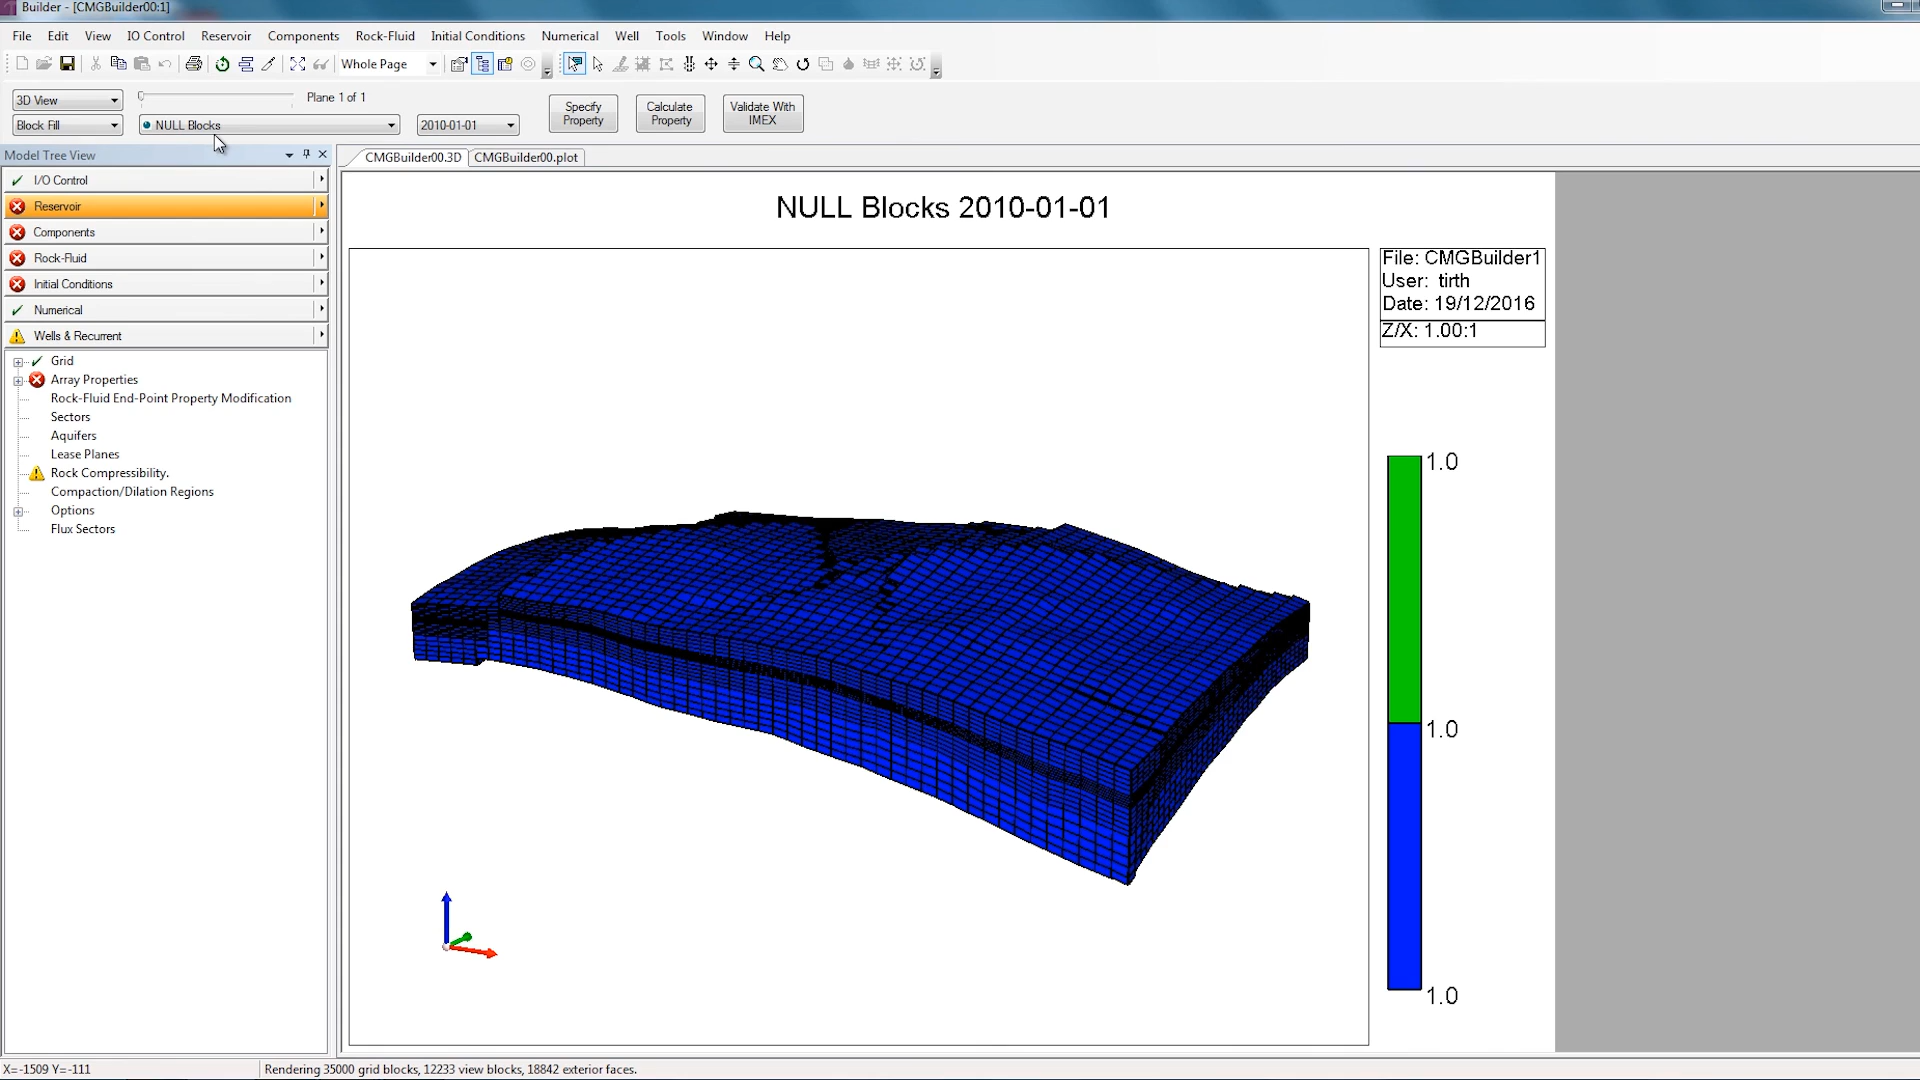 Builder - [CMGBuilder00:1]
File Edit View IO Control Reservoir Components Rock-Fluid Initial Conditions Numerical Well Tools Window Help
Whole Page
3D View
Plane 1 of 1
Block Fill
NULL Blocks
2010-01-01
Specify
Property
Calculate
Property
Validate With
IMEX
Model Tree View
CMGBuilder00.3D
CMGBuilder00.plot
I/O Control
Reservoir
Components
Rock-Fluid
Initial Conditions
Numerical
Wells & Recurrent
Grid
Array Properties
Rock-Fluid End-Point Property Modification
Sectors
Aquifers
Lease Planes
Rock Compressibility.
Compaction/Dilation Regions
Options
Flux Sectors
NULL Blocks 2010-01-01
File: CMGBuilder1
User: tirth
Date: 19/12/2016
Z/X: 1.00:1
1.0
1.0
1.0
X=-1509 Y=-111
Rendering 35000 grid blocks, 12233 view blocks, 18842 exterior faces.